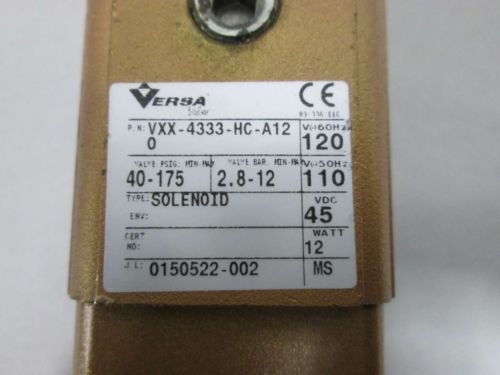 VERSA
CE
P.N: VXX-4333-HC-A12
0
V@60HZ
120
VALVE PSIG: MIN-MAX
40-175
VALVE BAR: MIN-MAX
2.8-12
V@50HZ
110
TYPE: SOLENOID
ENV:
VDC
45
CERT
NO:
WATT
12
J.L: 0150522-002
MS